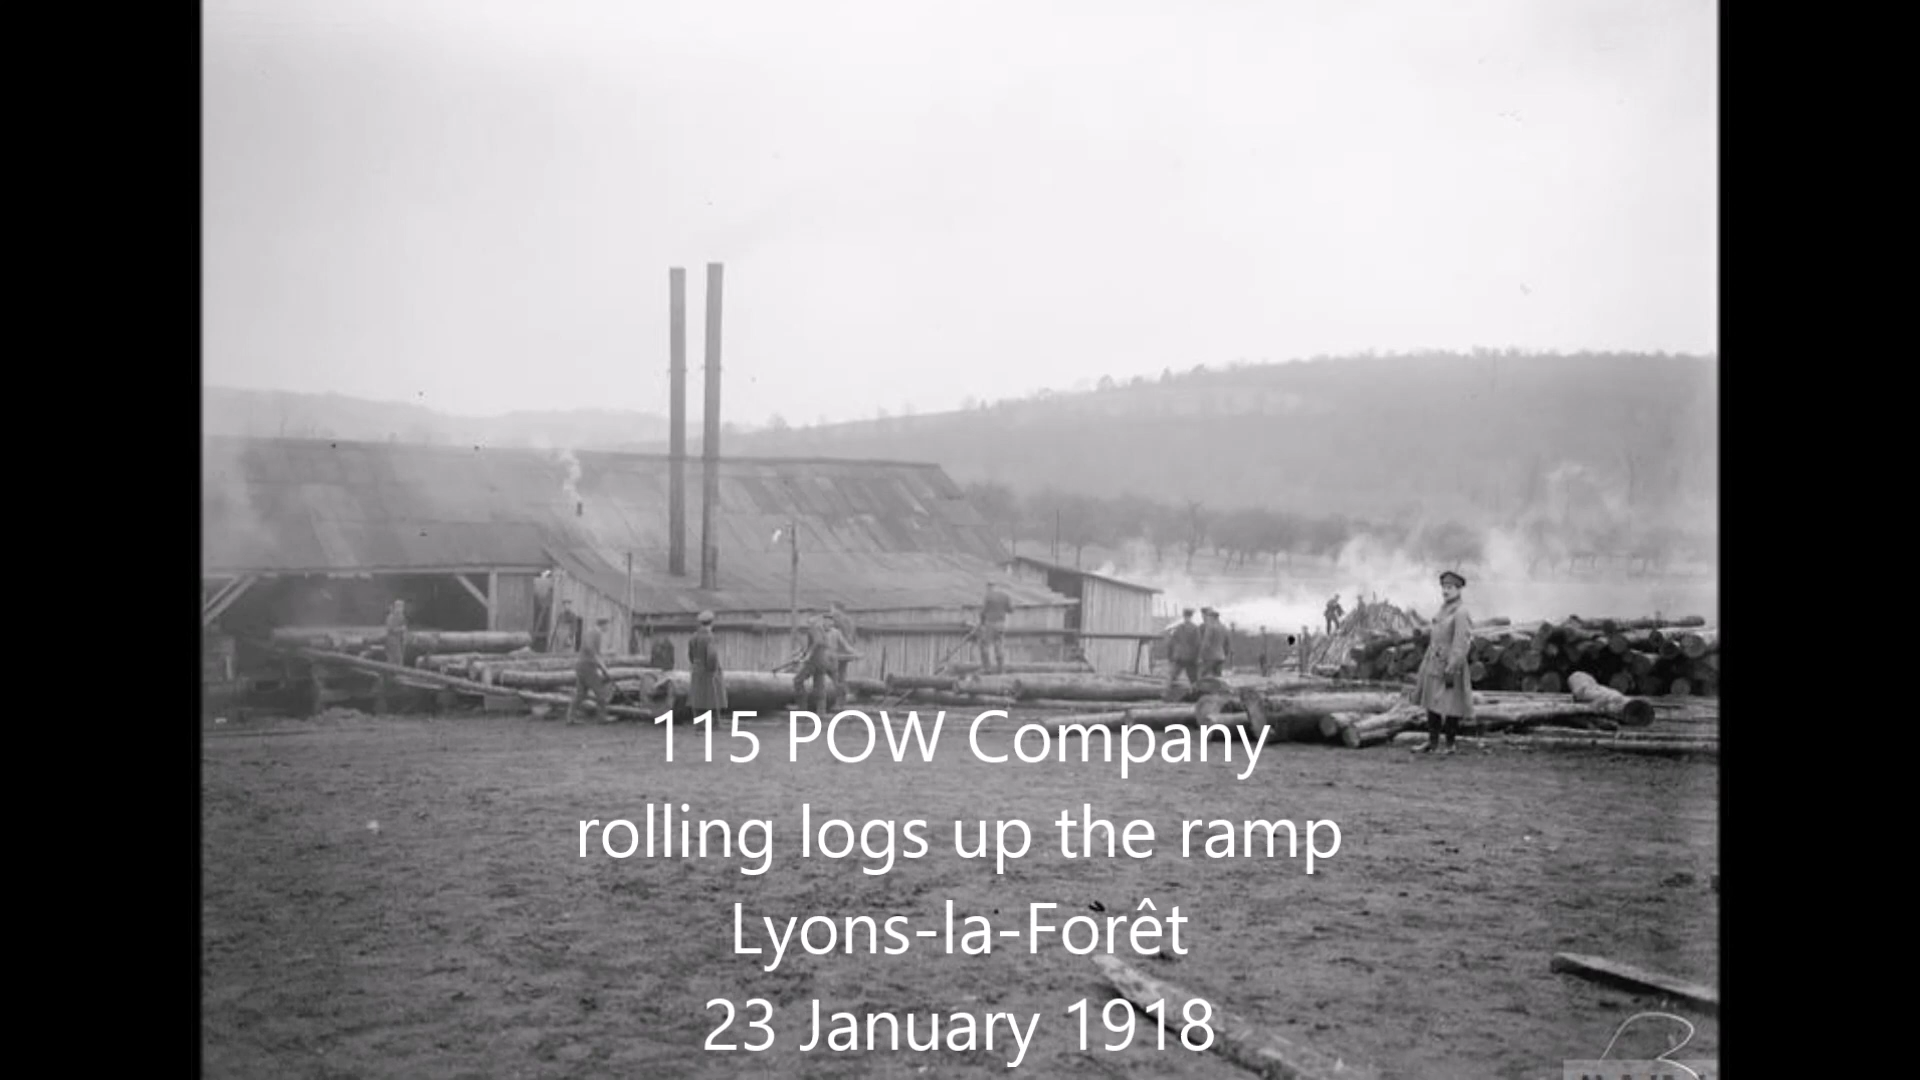 115 POW Company
rolling logs up the ramp
Lyons-la-Forêt
23 January 1918